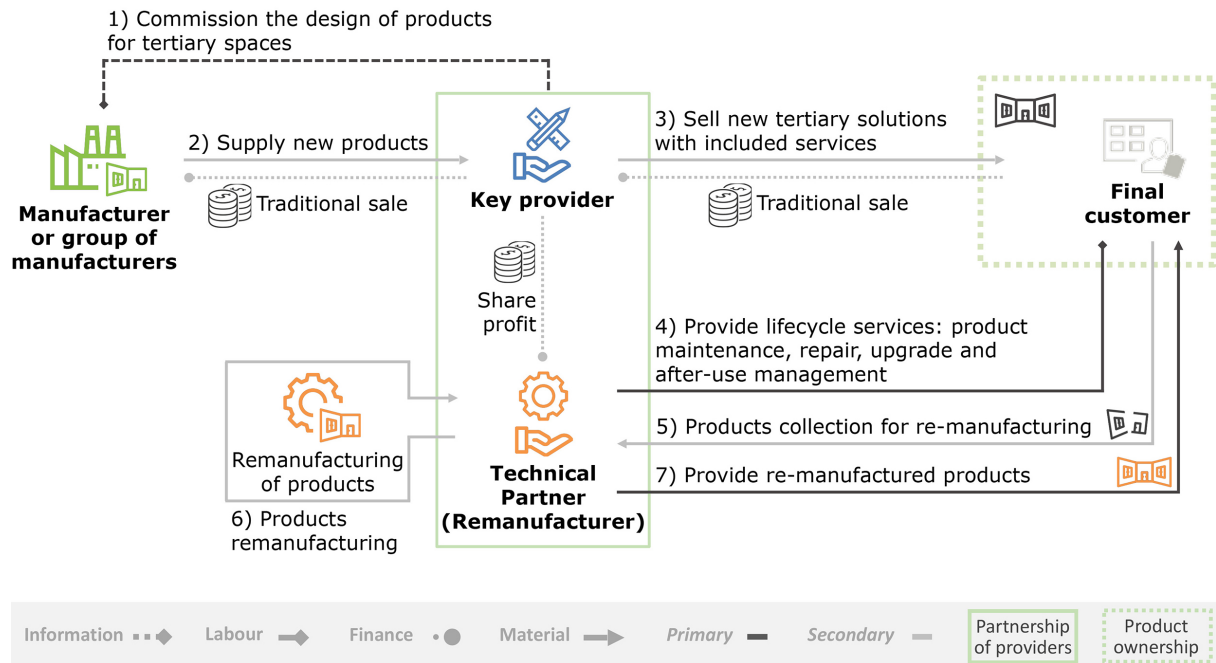 1) Commission the design of products
for tertiary spaces
2) Supply new products
Traditional sale
Manufacturer
or group of
manufacturers
Key provider
3) Sell new tertiary solutions
with included services
Traditional sale
Final
customer
Share
profit
4) Provide lifecycle services: product
maintenance, repair, upgrade and
after-use management
5) Products collection for re-manufacturing
7) Provide re-manufactured products
Remanufacturing
of products
6) Products
remanufacturing
Technical
Partner
(Remanufacturer)
Information
Labour
Finance
Material
Primary
Secondary
Partnership
of providers
Product
ownership